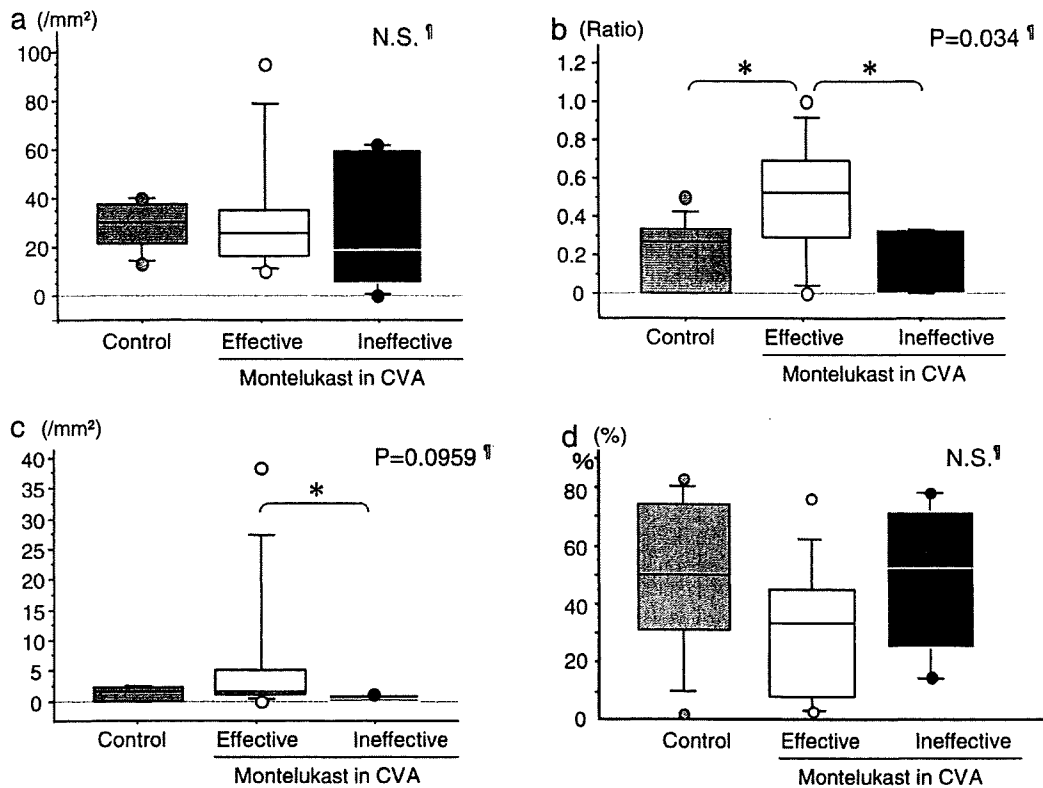 a (/mm²)
N.S. ¶
100
80
60
40
20
0
Control Effective Ineffective
Montelukast in CVA
b (Ratio)
P=0.034 ¶
1.2
1.0
0.8
0.6
0.4
0.2
0
* *
Control Effective Ineffective
Montelukast in CVA
c (/mm²)
P=0.0959 ¶
40
35
30
25
20
15
10
5
0
*
Control Effective Ineffective
Montelukast in CVA
d (%)
%
N.S.¶
80
60
40
20
0
Control Effective Ineffective
Montelukast in CVA